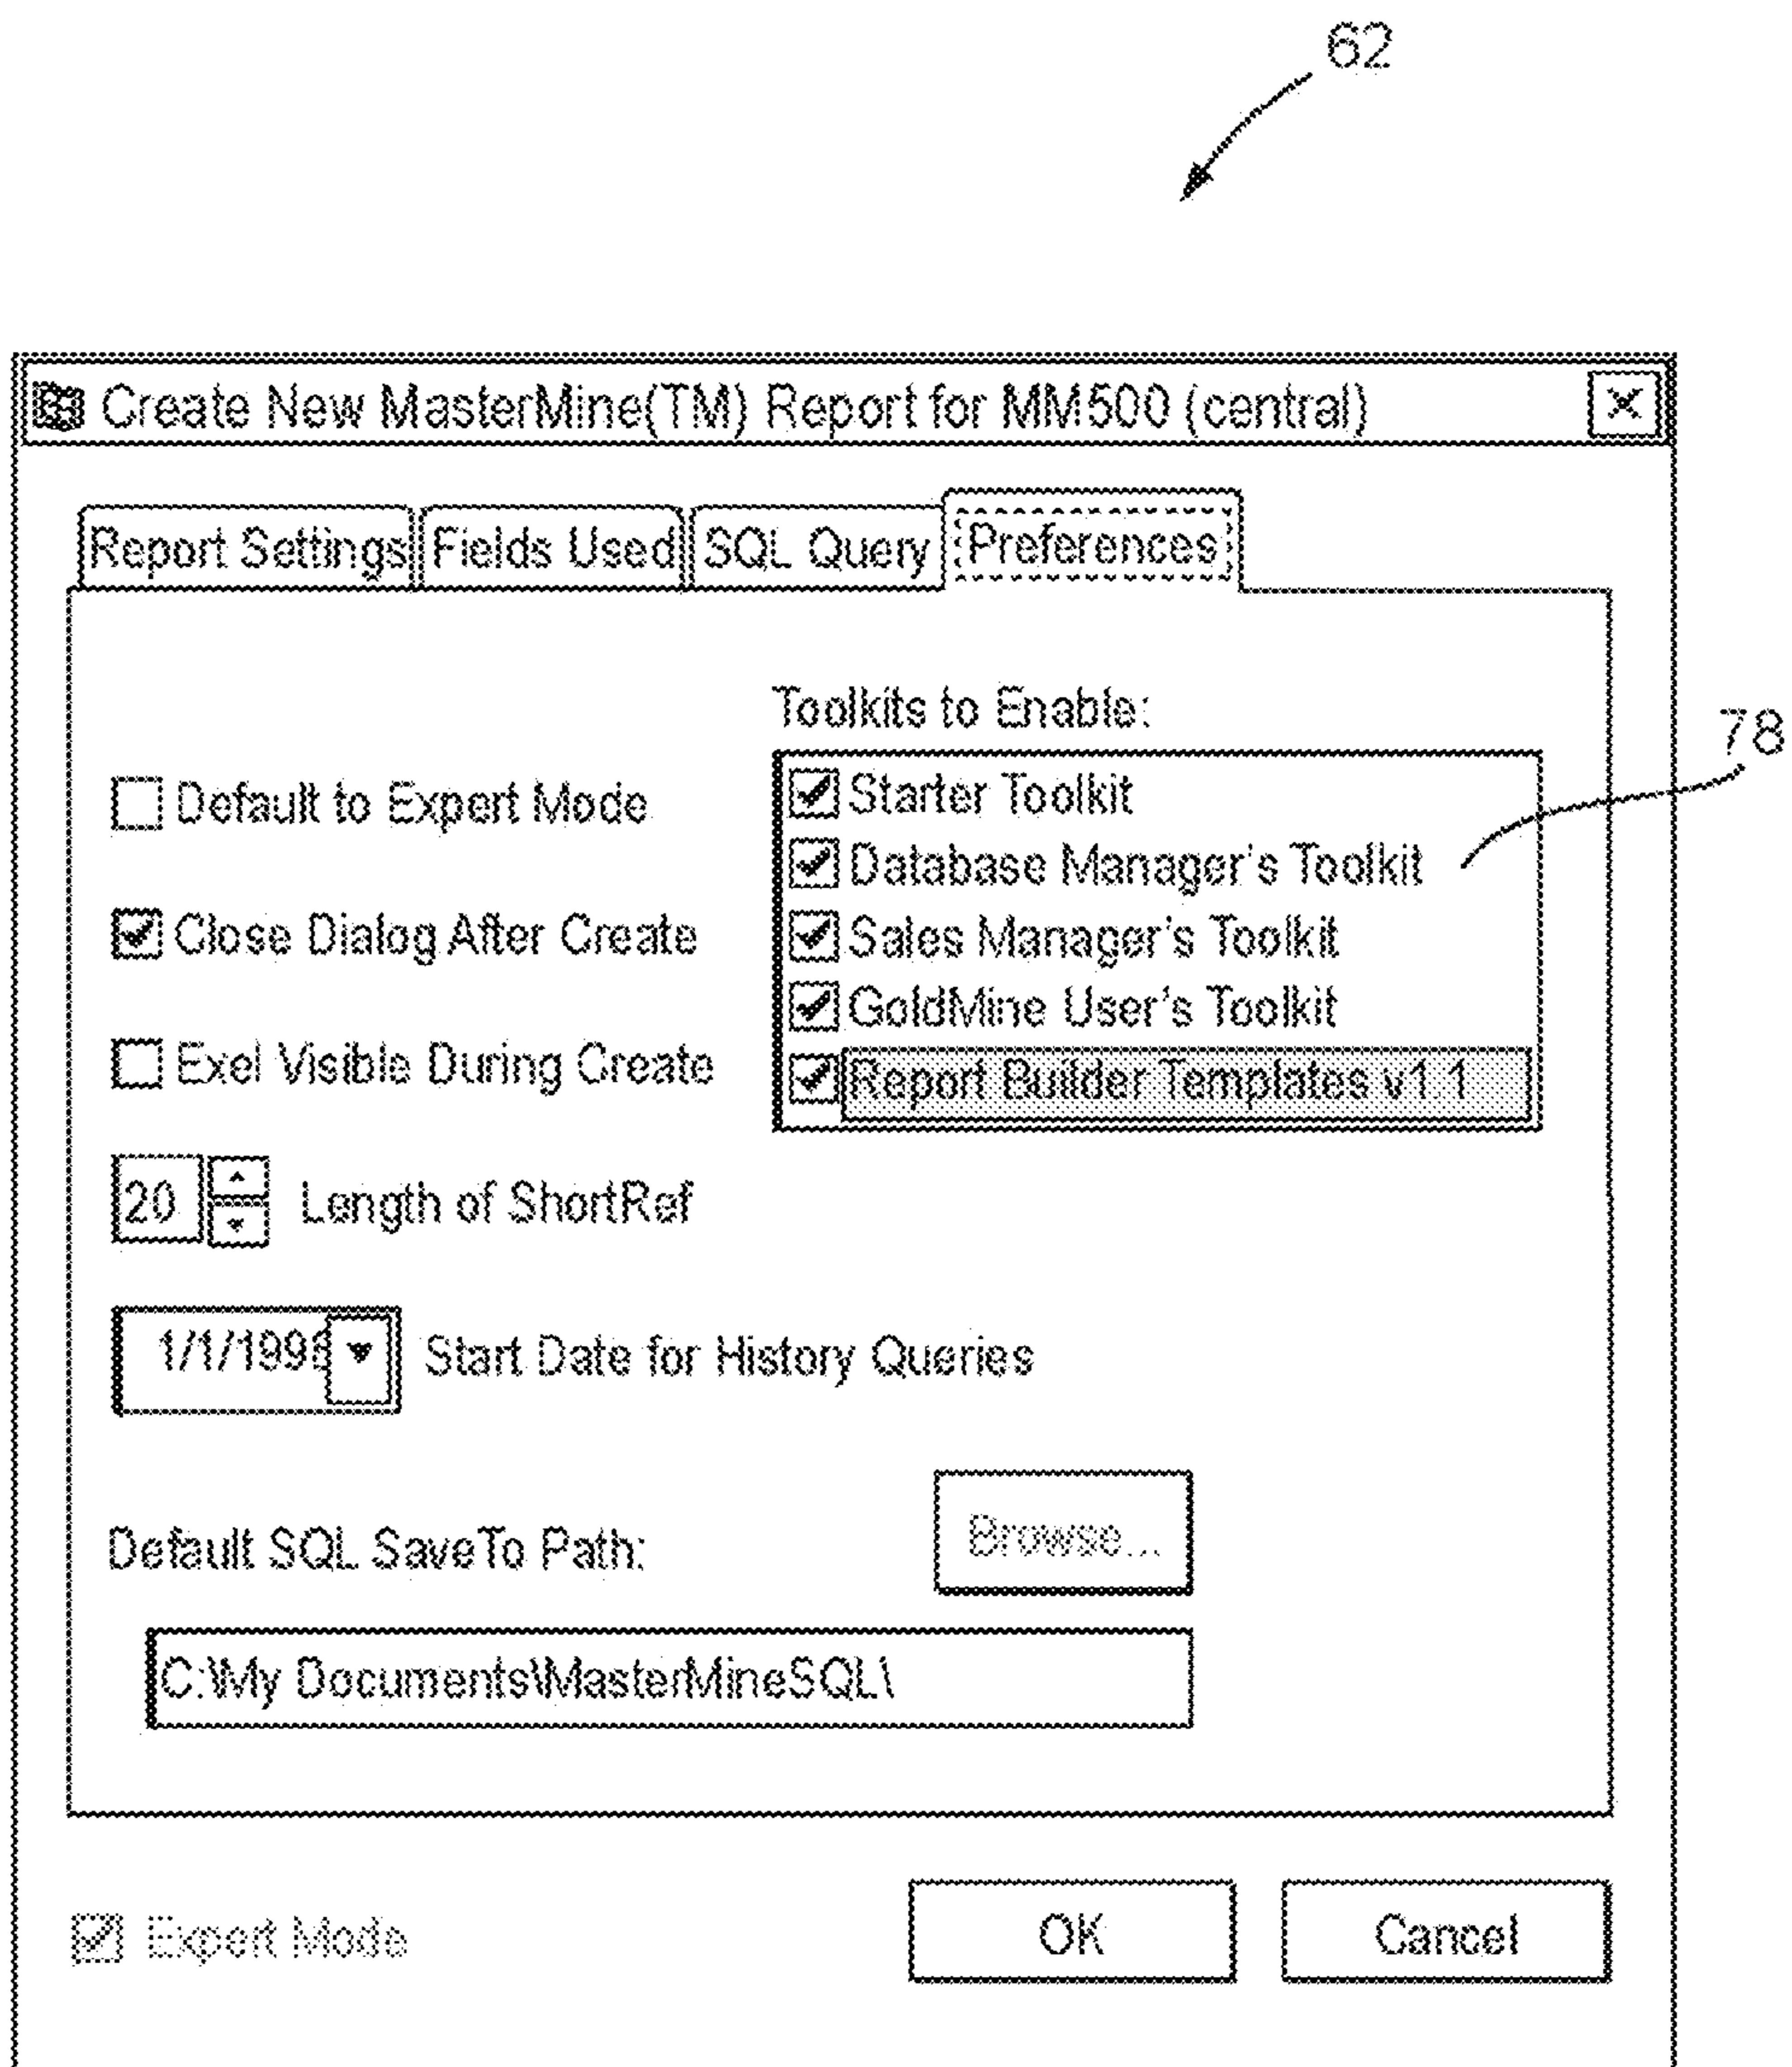 62
Create New MasterMine(TM) Report for MM500 (central)
Report Settings Fields Used SQL Query Preferences
Toolkits to Enable:
78
Default to Expert Mode
Close Dialog After Create
Exel Visible During Create
Starter Toolkit
Database Manager's Toolkit
Sales Manager's Toolkit
GoldMine User's Toolkit
Report Builder Templates v1.1
20 Length of ShortRef
Start Date for History Queries
Default SQL SaveTo Path:
Browse...
C:\My Documents\MasterMineSQL\
Expert Mode
OK
Cancel